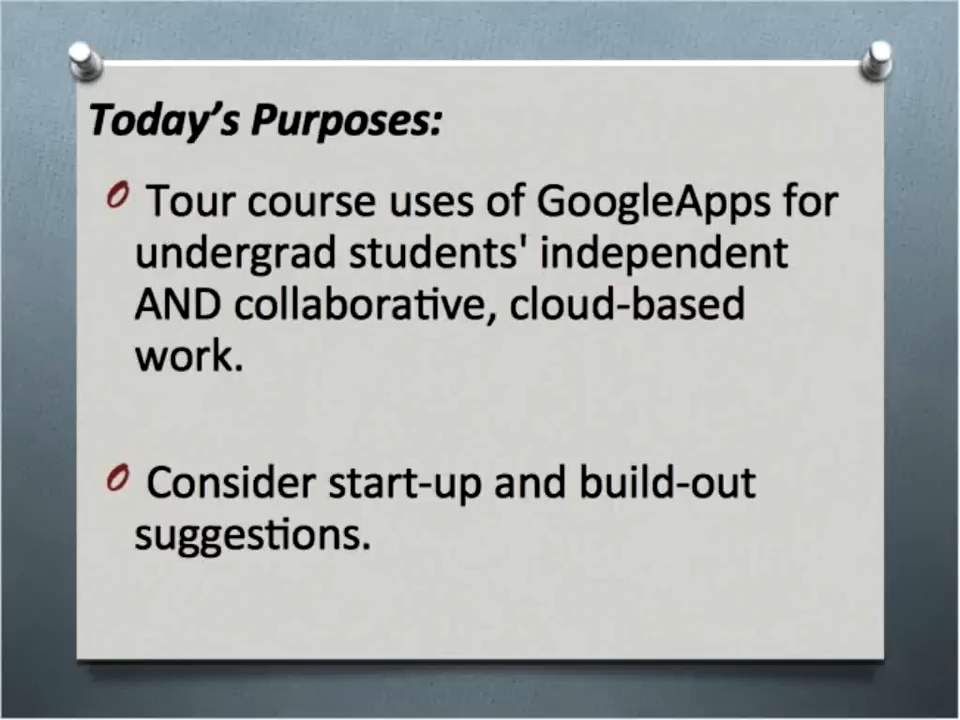 Today's Purposes:
Tour course uses of GoogleApps for
undergrad students' independent
AND collaborative, cloud-based
work.
Consider start-up and build-out
suggestions.